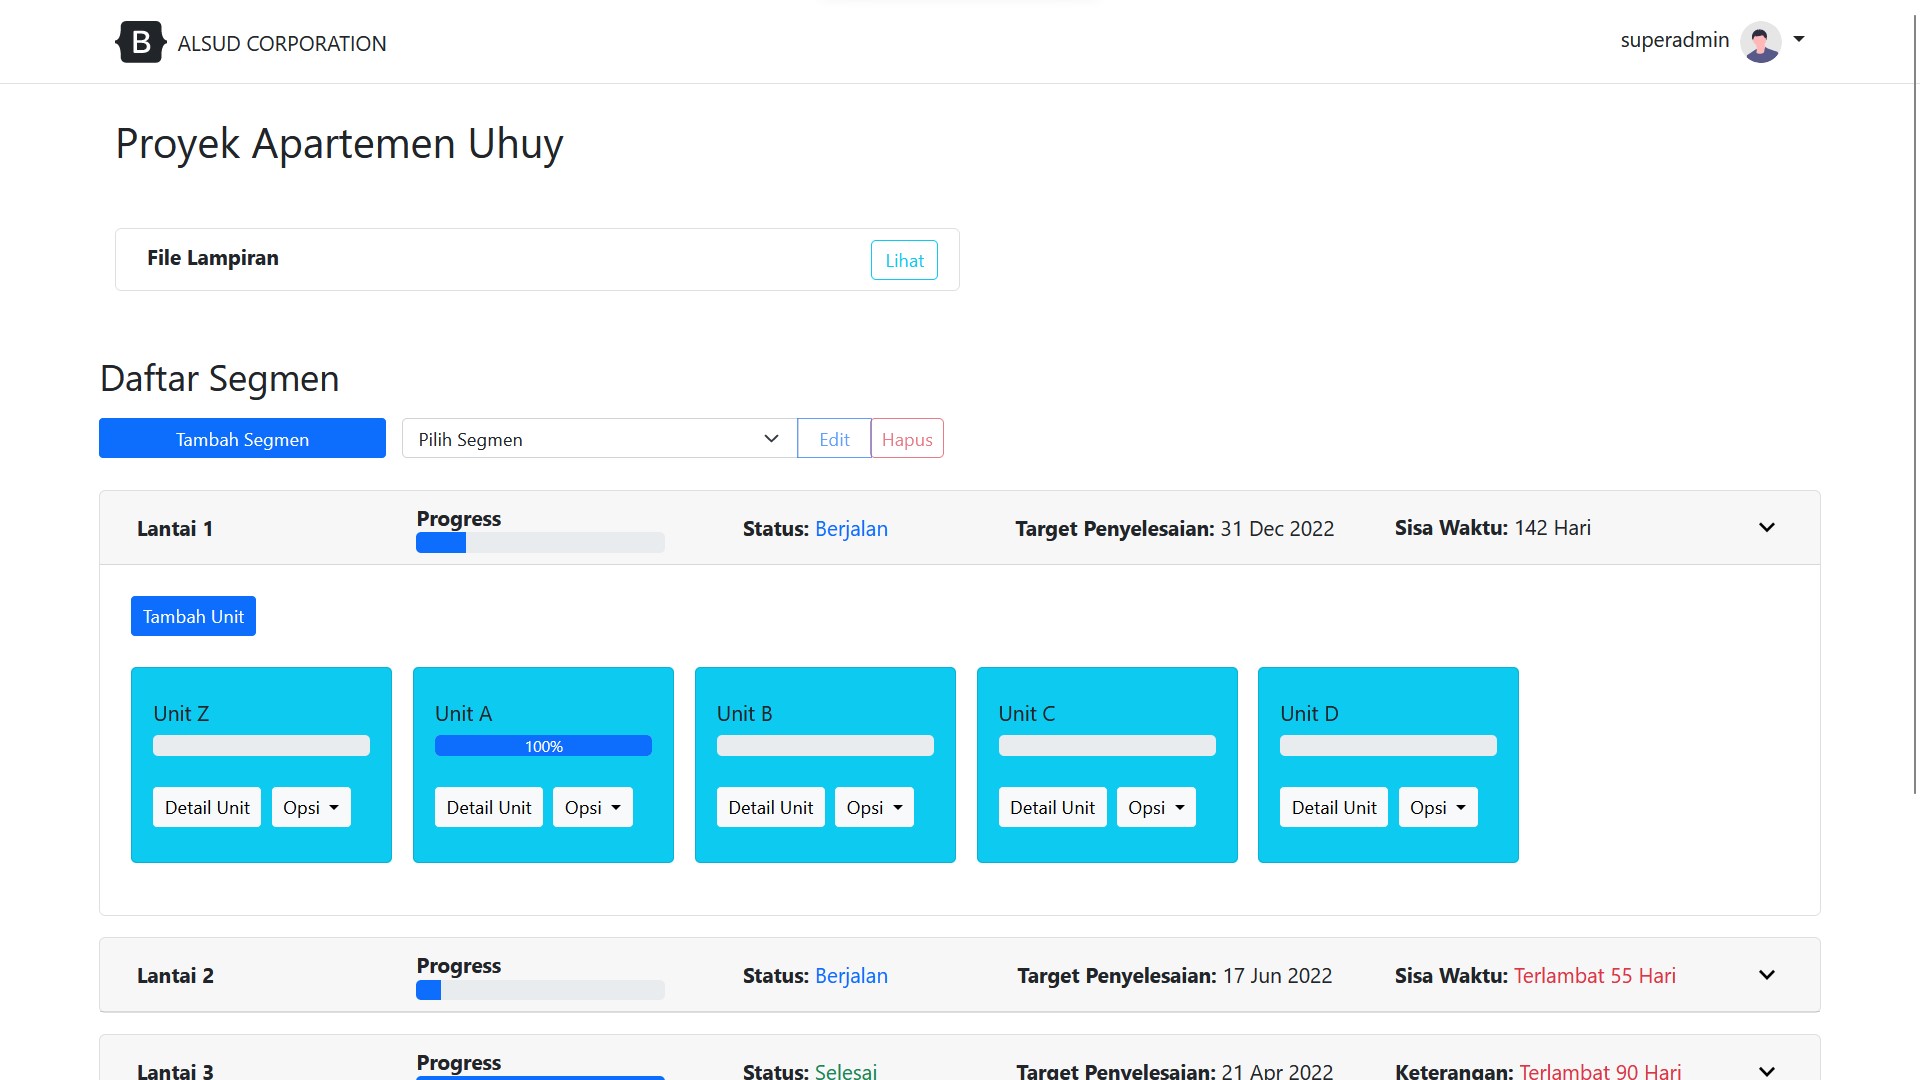 B ALSUD CORPORATION
superadmin
Proyek Apartemen Uhuy
File Lampiran
Lihat
Daftar Segmen
Tambah Segmen
Pilih Segmen
Edit
Hapus
Lantai 1
Progress
Status: Berjalan
Target Penyelesaian: 31 Dec 2022
Sisa Waktu: 142 Hari
Tambah Unit
Unit Z
Detail Unit
Opsi
Unit A
100%
Detail Unit
Opsi
Unit B
Detail Unit
Opsi
Unit C
Detail Unit
Opsi
Unit D
Detail Unit
Opsi
Lantai 2
Progress
Status: Berjalan
Target Penyelesaian: 17 Jun 2022
Sisa Waktu: Terlambat 55 Hari
Lantai 3
Progress
Status: Selesai
Target Penyelesaian: 21 Apr 2022
Keterangan: Terlambat 90 Hari